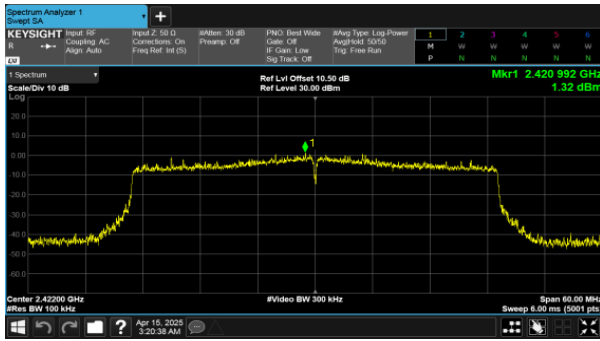 Spectrum Analyzer 1
Swept SA
KEYSIGHT
R
Input: RF
Coupling: AC
Align: Auto
Input Z: 50 Ω
Corrections: On
Freq Ref: Int (S)
#Atten: 30 dB
Preamp: Off
PNO: Best Wide
Gate: Off
IF Gain: Low
Sig Track: Off
#Avg Type: Log-Power
Avg|Hold: 50/50
Trig: Free Run
1 2 3 4 5 6
M W W W W W
P N N N N N
1 Spectrum
Scale/Div 10 dB
Log
Ref Lvl Offset 10.50 dB
Ref Level 30.00 dBm
Mkr1 2.420 992 GHz
1.32 dBm
20.0
10.0
0.00
-10.0
-20.0
-30.0
-40.0
-50.0
-60.0
1
Center 2.42200 GHz
#Res BW 100 kHz
#Video BW 300 kHz
Span 60.00 MHz
Sweep 6.00 ms (5001 pts)
?
Apr 15, 2025
3:20:38 AM